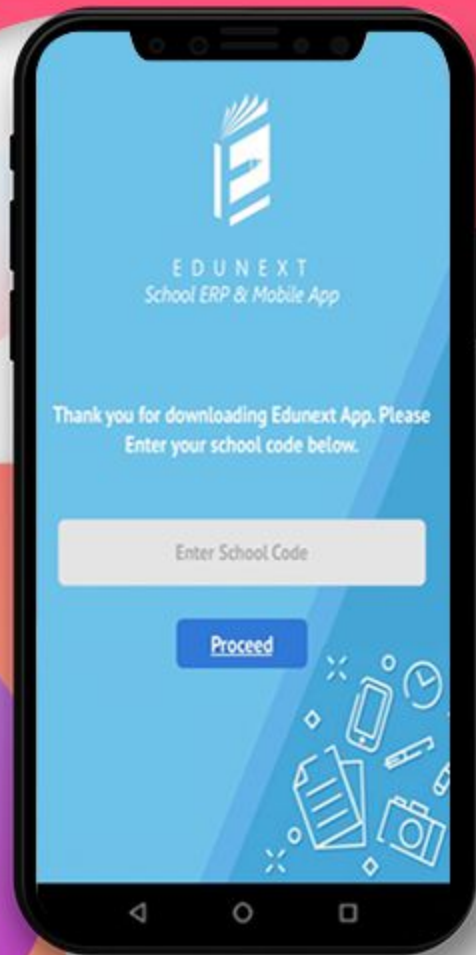 EDUNEXT
School ERP & Mobile App
Thank you for downloading Edunext App. Please
Enter your school code below.
Enter School Code
Proceed